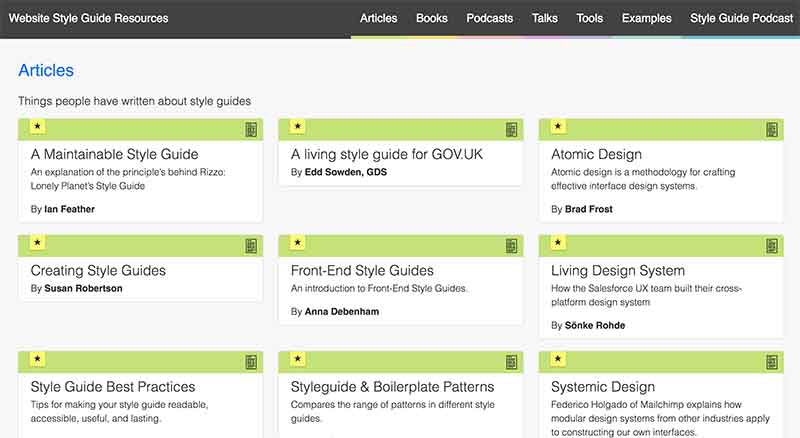 Website Style Guide Resources
Articles Books Podcasts Talks Tools Examples Style Guide Podcast
Articles
Things people have written about style guides
A Maintainable Style Guide
An explanation of the principle's behind Rizzo:
Lonely Planet's Style Guide
By Ian Feather
A living style guide for GOV.UK
By Edd Sowden, GDS
Atomic Design
Atomic design is a methodology for crafting
effective interface design systems.
By Brad Frost
Creating Style Guides
By Susan Robertson
Front-End Style Guides
An introduction to Front-End Style Guides.
By Anna Debenham
Living Design System
How the Salesforce UX team built their cross-
platform design system
By Sönke Rohde
Style Guide Best Practices
Tips for making your style guide readable,
accessible, useful, and lasting.
Styleguide & Boilerplate Patterns
Compares the range of patterns in different style
guides.
Systemic Design
Federico Holgado of Mailchimp explains how
modular design systems from other industries apply
to constructing our own interfaces.